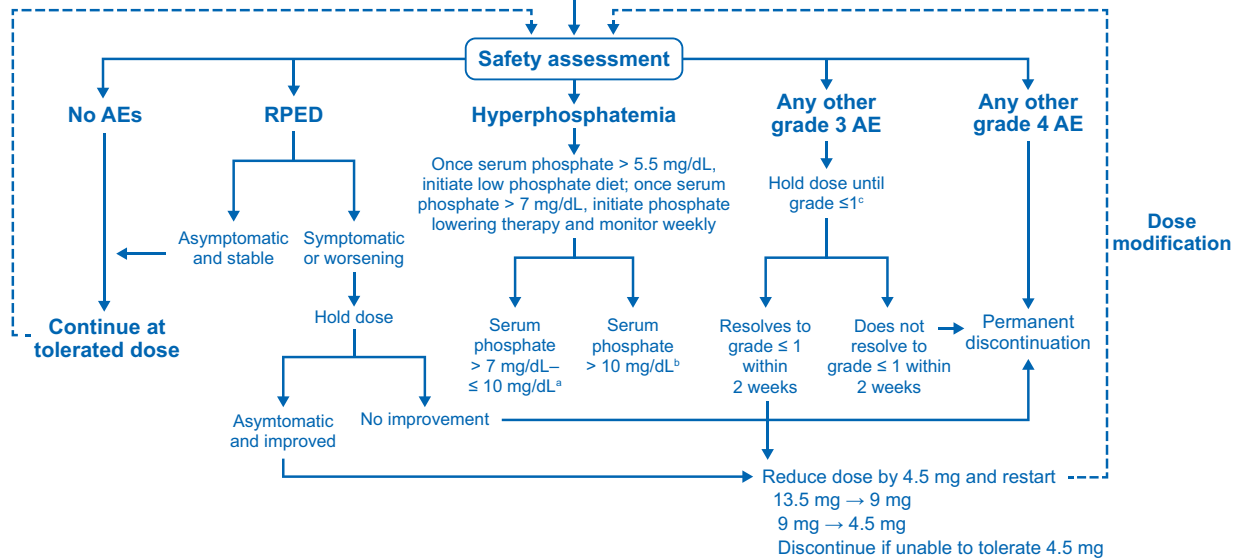 Safety assessment
No AEs
RPED
Hyperphosphatemia
Any other
grade 3 AE
Any other
grade 4 AE
Once serum phosphate > 5.5 mg/dL,
initiate low phosphate diet; once serum
phosphate > 7 mg/dL, initiate phosphate
lowering therapy and monitor weekly
Hold dose until
grade ≤1ᶜ
Asymptomatic
and stable
Symptomatic
or worsening
Dose
modification
Hold dose
Continue at
tolerated dose
Serum
phosphate
> 7 mg/dL–
≤ 10 mg/dLᵃ
Serum
phosphate
> 10 mg/dLᵇ
Resolves to
grade ≤ 1
within
2 weeks
Does not
resolve to
grade ≤ 1 within
2 weeks
Permanent
discontinuation
Asymtomatic
and improved
No improvement
Reduce dose by 4.5 mg and restart
13.5 mg → 9 mg
9 mg → 4.5 mg
Discontinue if unable to tolerate 4.5 mg